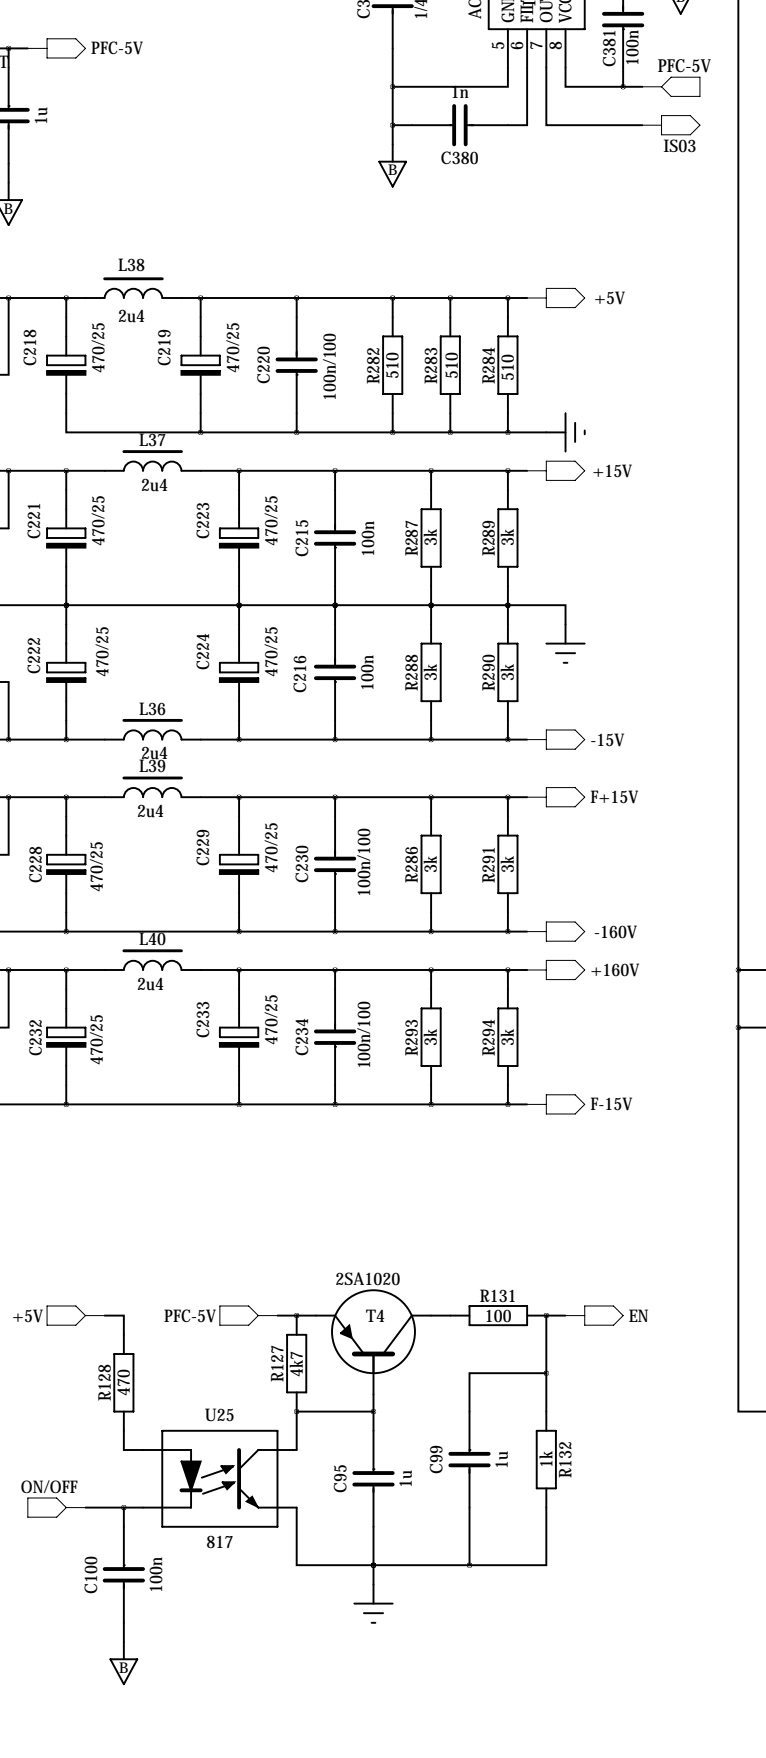 1/4
5
6
7
8
C381
100n
PFC-5V
PFC-5V
1u
1n
C380
IS03
B
B
L38
2u4
+5V
C218
470/25
C219
470/25
C220
100n/100
R282
510
R283
510
R284
510
L37
2u4
+15V
C221
470/25
C223
470/25
C215
100n
R287
3k
R289
3k
C222
470/25
C224
470/25
C216
100n
R288
3k
R290
3k
L36
2u4
-15V
L39
2u4
F+15V
C228
470/25
C229
470/25
C230
100n/100
R286
3k
R291
3k
-160V
L40
2u4
+160V
C232
470/25
C233
470/25
C234
100n/100
R293
3k
R294
3k
F-15V
2SA1020
T4
+5V
PFC-5V
R131
100
EN
R128
470
R127
4k7
U25
817
ON/OFF
C95
1u
C99
1u
1k
R132
C100
100n
B